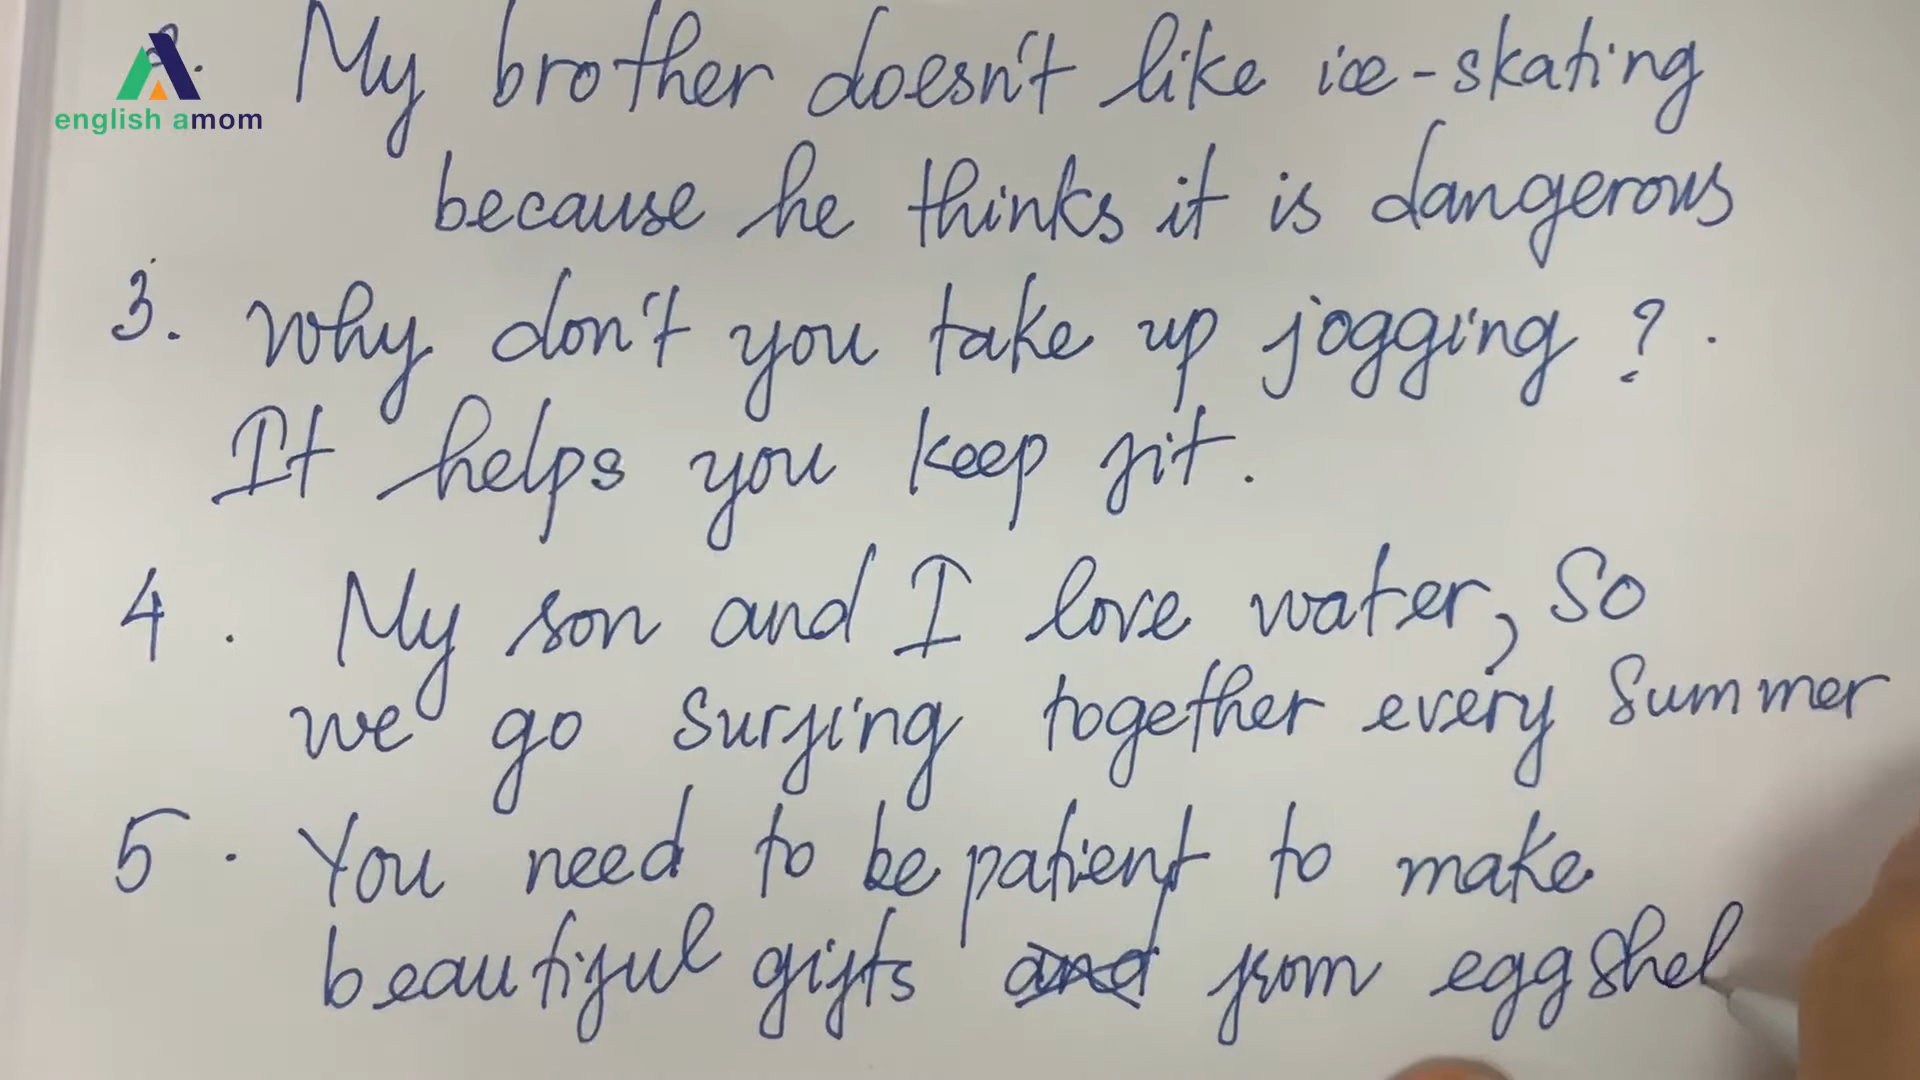 2. My brother doesn't like ice-skating
english amom
because he thinks it is dangerous
3. Why don't you take up jogging ? .
It helps you keep fit.
4 . My son and I love water, So
we go surfing together every Summer
5 . You need to be patient to make
beautiful gifts and from eggshel